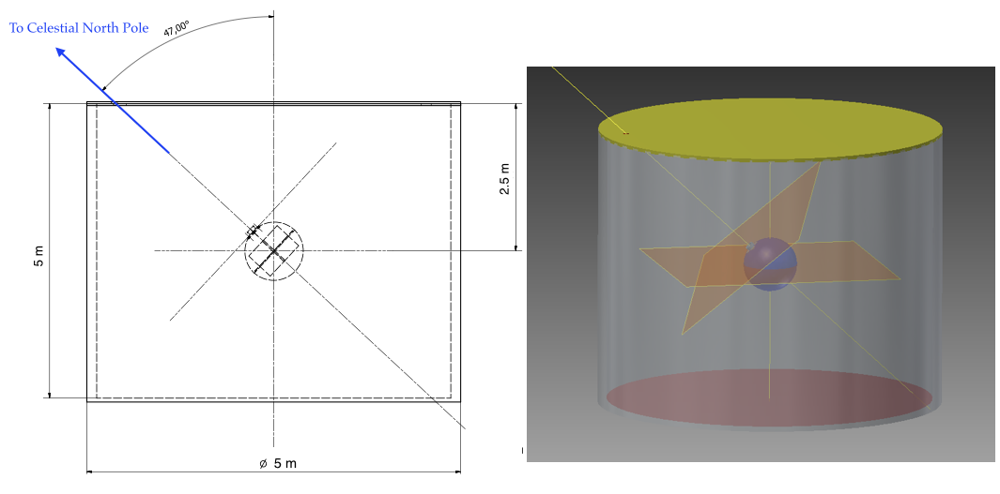 To Celestial North Pole
47,00°
2.5 m
5 m
⌀ 5 m